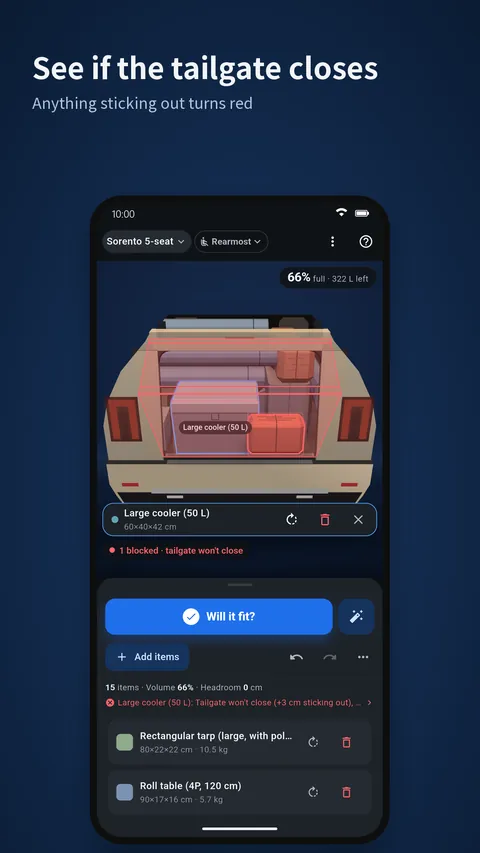 See if the tailgate closes
Anything sticking out turns red
10:00
Sorento 5-seat
Rearmost
66% full · 322 L left
Large cooler (50 L)
Large cooler (50 L)
60×40×42 cm
1 blocked · tailgate won't close
Will it fit?
Add items
15 items · Volume 66% · Headroom 0 cm
Large cooler (50 L): Tailgate won't close (+3 cm sticking out), …
Rectangular tarp (large, with pol…
80×22×22 cm · 10.5 kg
Roll table (4P, 120 cm)
90×17×16 cm · 5.7 kg